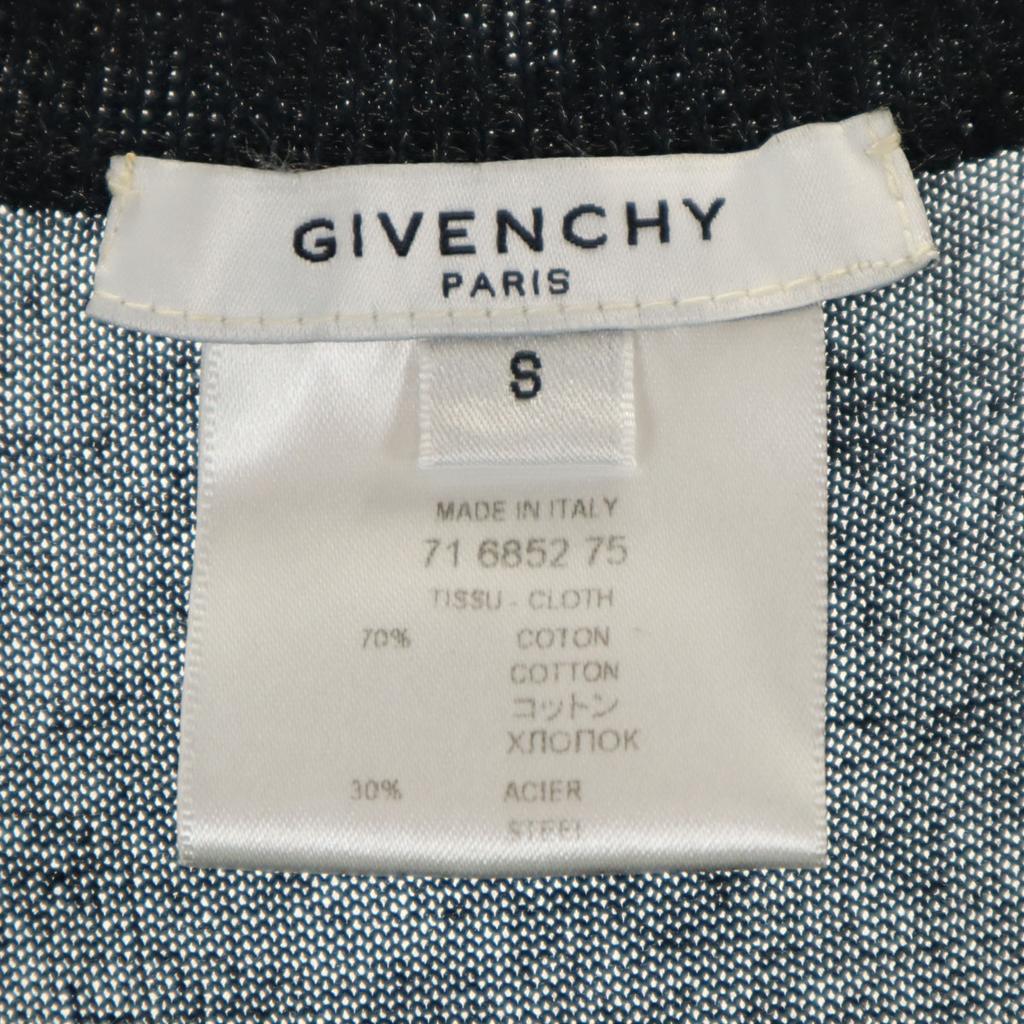 GIVENCHY
PARIS
S
MADE IN ITALY
71 6852 75
TISSU - CLOTH
70% COTON
COTTON
コットン
ХЛОПОК
30% ACIER
STEEL